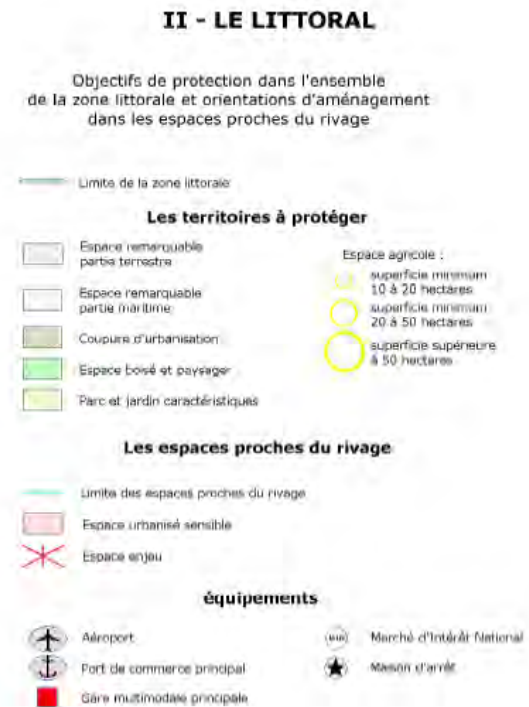 II - LE LITTORAL
Objectifs de protection dans l'ensemble
de la zone littorale et orientations d'aménagement
dans les espaces proches du rivage
Limite de la zone littorale
Les territoires à protéger
Espace remarquable
partie terrestre
Espace remarquable
partie maritime
Coupure d'urbanisation
Espace boisé et paysager
Parc et jardin caractéristiques
Espace agricole :
superficie minimum
10 à 20 hectares
superficie minimum
20 à 50 hectares
superficie supérieure
à 50 hectares
Les espaces proches du rivage
Limite des espaces proches du rivage
Espace urbanisé sensible
Espace enjeu
équipements
Aéroport
Port de commerce principal
Gare multimodale principale
Marché d'Intérêt National
Maison d'arrêt